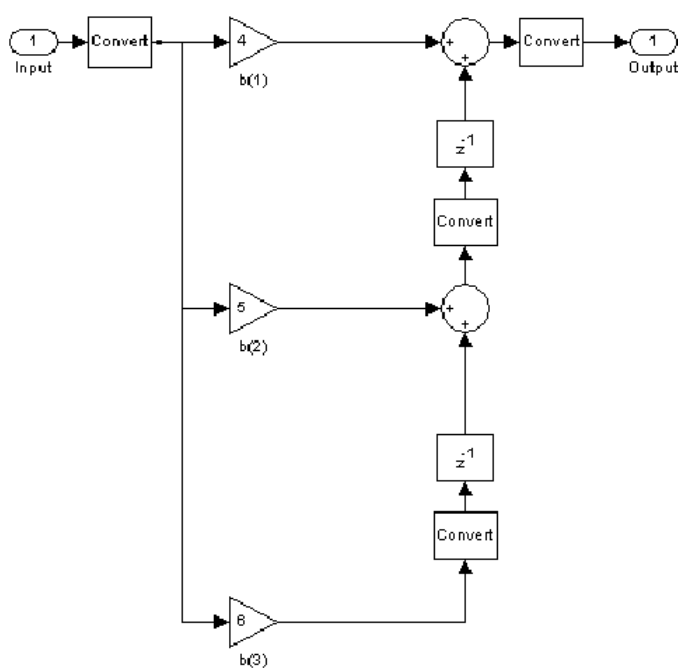 1
Input
Convert
4
b(1)
+
+
Convert
1
Output
z-1
Convert
5
b(2)
+
+
z-1
Convert
6
b(3)